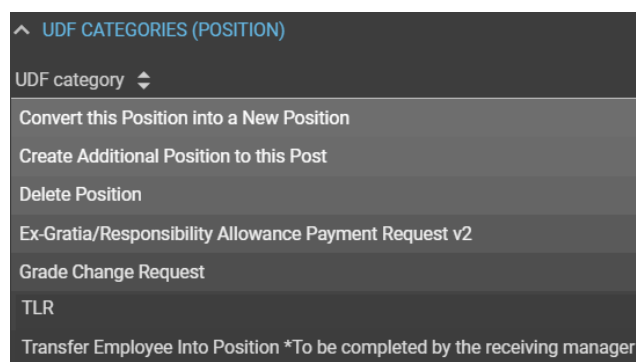 UDF CATEGORIES (POSITION)
UDF category
Convert this Position into a New Position
Create Additional Position to this Post
Delete Position
Ex-Gratia/Responsibility Allowance Payment Request v2
Grade Change Request
TLR
Transfer Employee Into Position *To be completed by the receiving manager